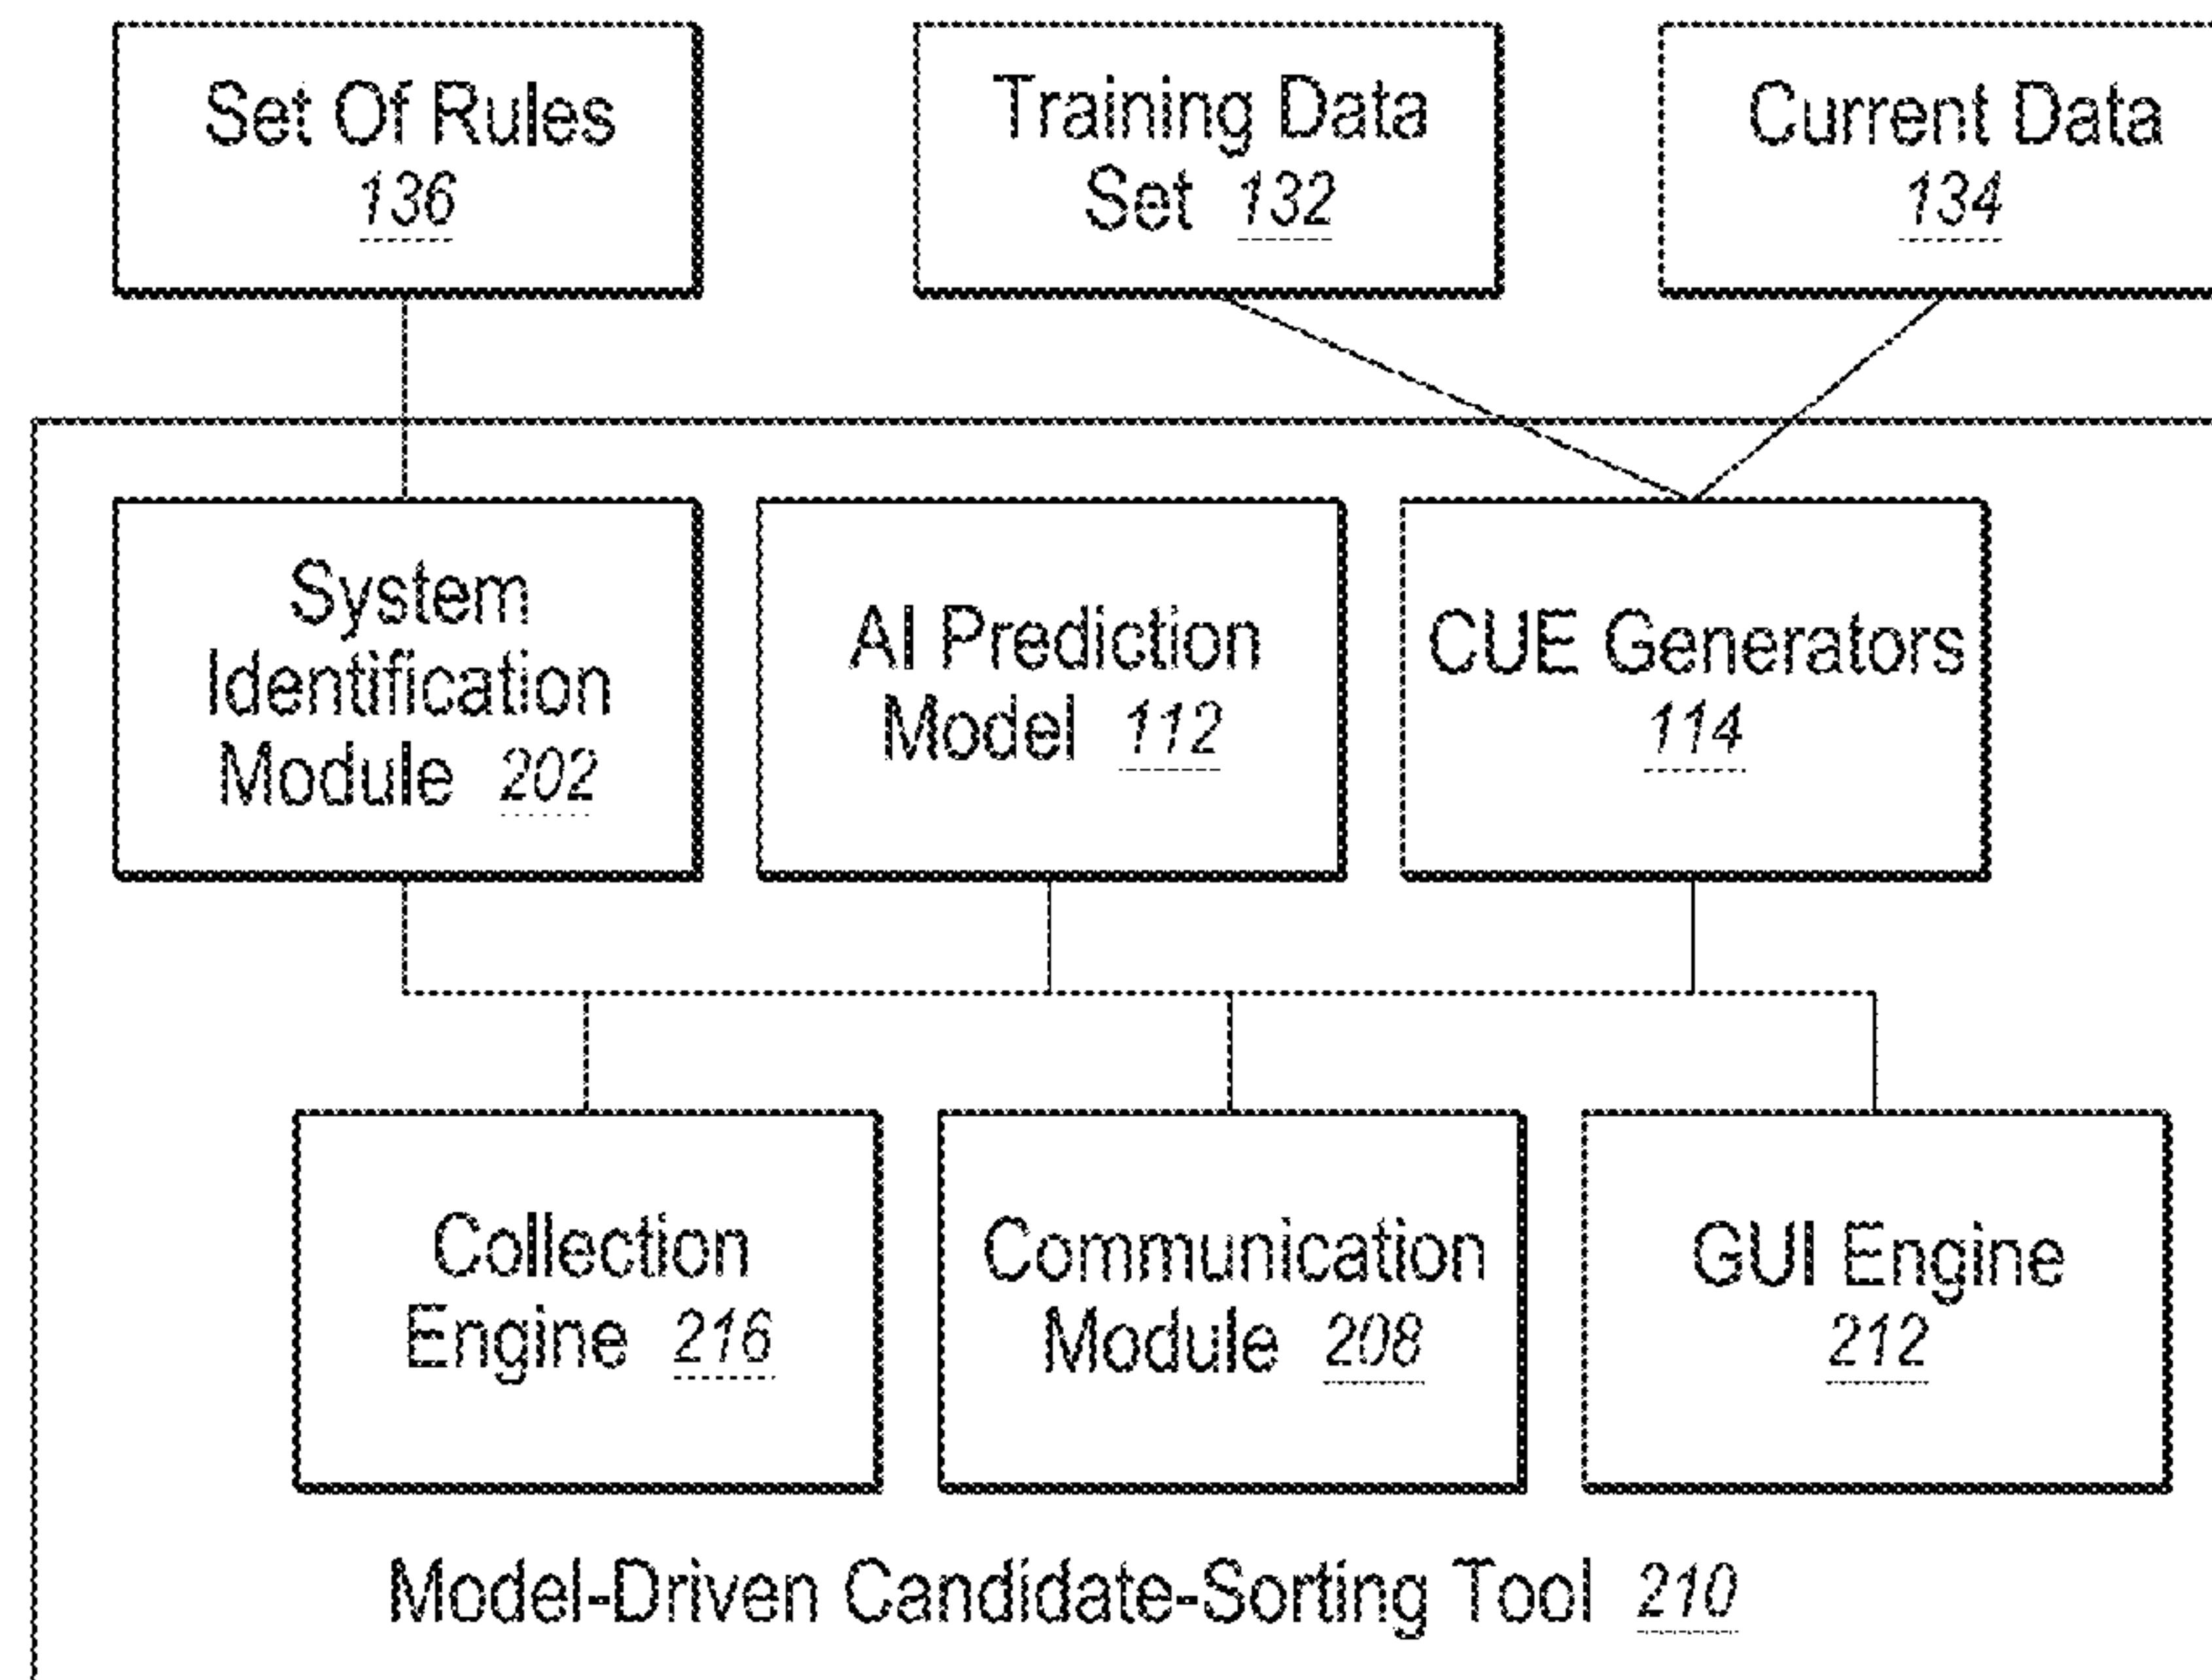 Set Of Rules
136
Training Data
Set 132
Current Data
134
System
Identification
Module 202
AI Prediction
Model 112
CUE Generators
114
Collection
Engine 216
Communication
Module 208
GUI Engine
212
Model-Driven Candidate-Sorting Tool 210